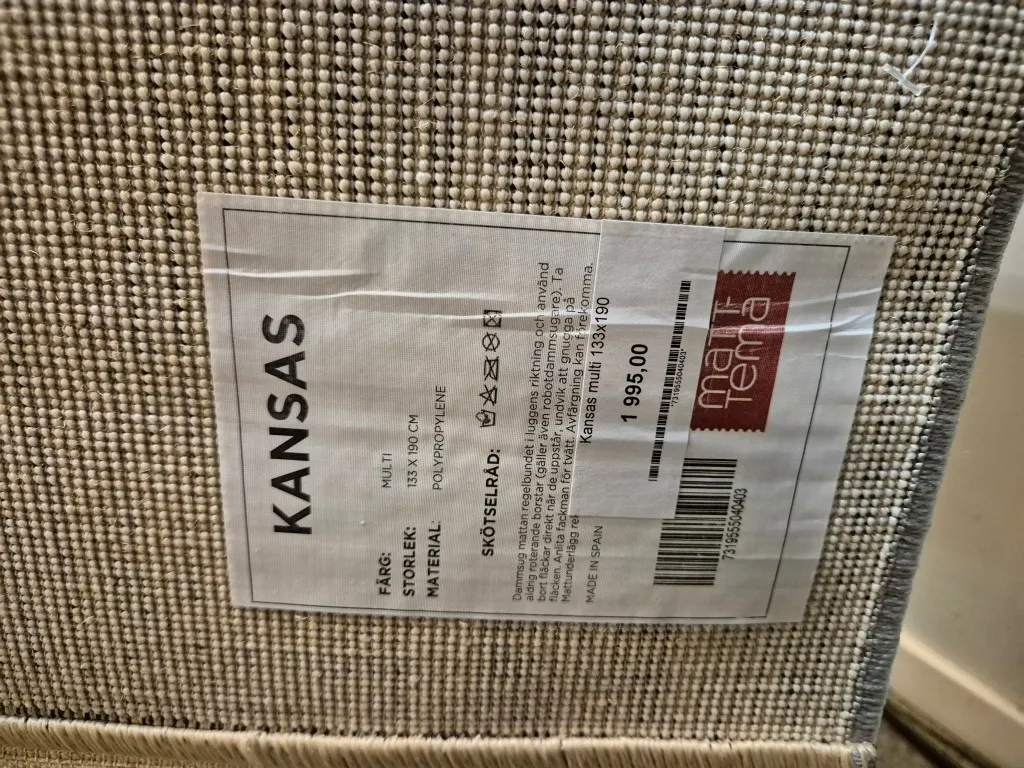 KANSAS
FÄRG: MULTI
STORLEK: 133 X 190 CM
MATERIAL: POLYPROPYLENE
SKÖTSELRÅD:
Dammsug mattan regelbundet i luggens riktning och använd
aldrig roterande borstar (gäller även robotdammsugare). Ta
bort fläckar direkt när de uppstår, undvik att gnugga på
fläcken. Anlita fackman för tvätt. Avfärgning kan förekomma.
Mattunderlägg
MADE IN SPAIN
Kansas multi 133x190
1 995,00
*7319555040403*
7319555040403
maTT-
Tema